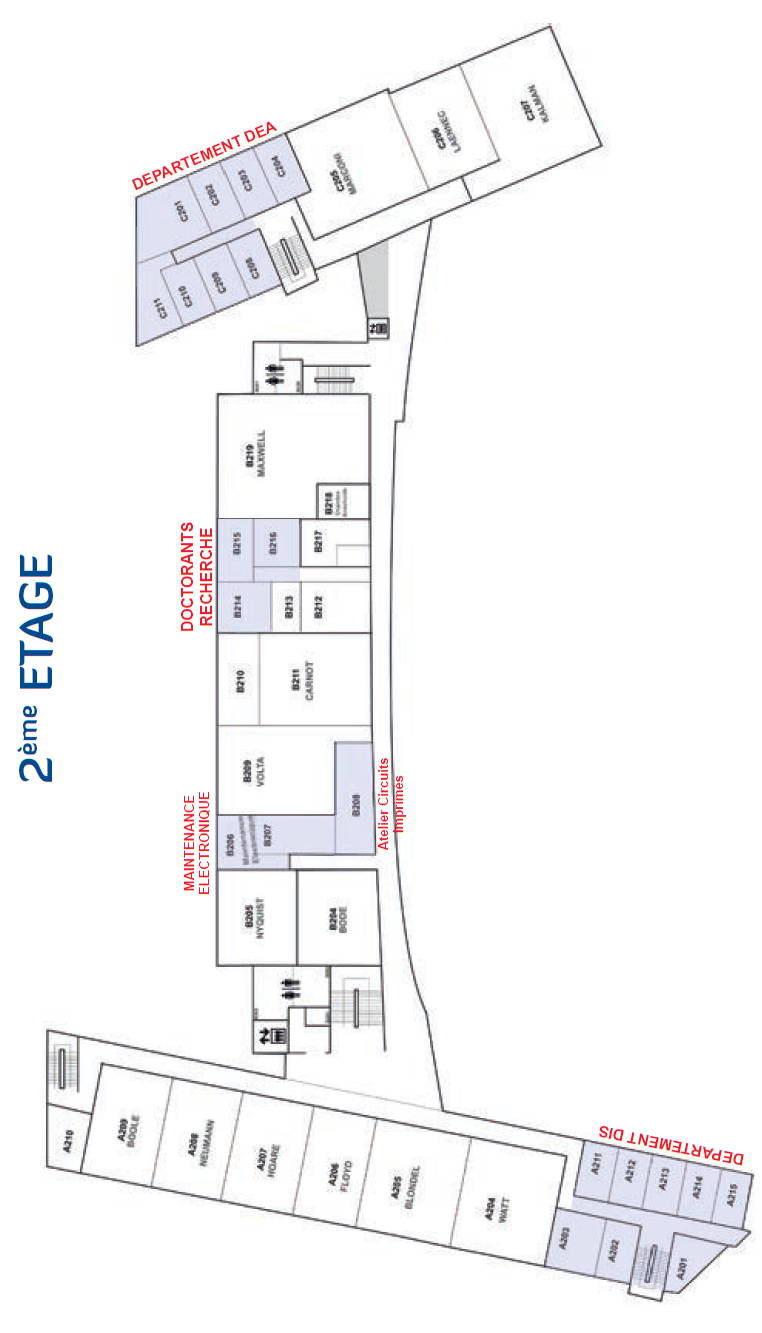 2ème ETAGE
DEPARTEMENT DEA
C201
C202
C203
C204
C205
MARCONI
C206
LAENNEC
C207
KALMAN
C208
C209
C210
C211
B219
MAXWELL
B218
DOCTORANTS
RECHERCHE
B215
B216
B217
B214
B213
B212
B210
B211
CARNOT
B209
VOLTA
B208
Atelier Circuits
Imprimés
MAINTENANCE
ELECTRONIQUE
B206
Maintenance
Electronique
B207
B205
NYQUIST
B204
BODE
A210
A209
BOOLE
A208
NEUMANN
A207
HOARE
A206
FLOYD
A205
BLONDEL
A204
WATT
A203
A202
A201
DEPARTEMENT DIS
A211
A212
A213
A214
A215